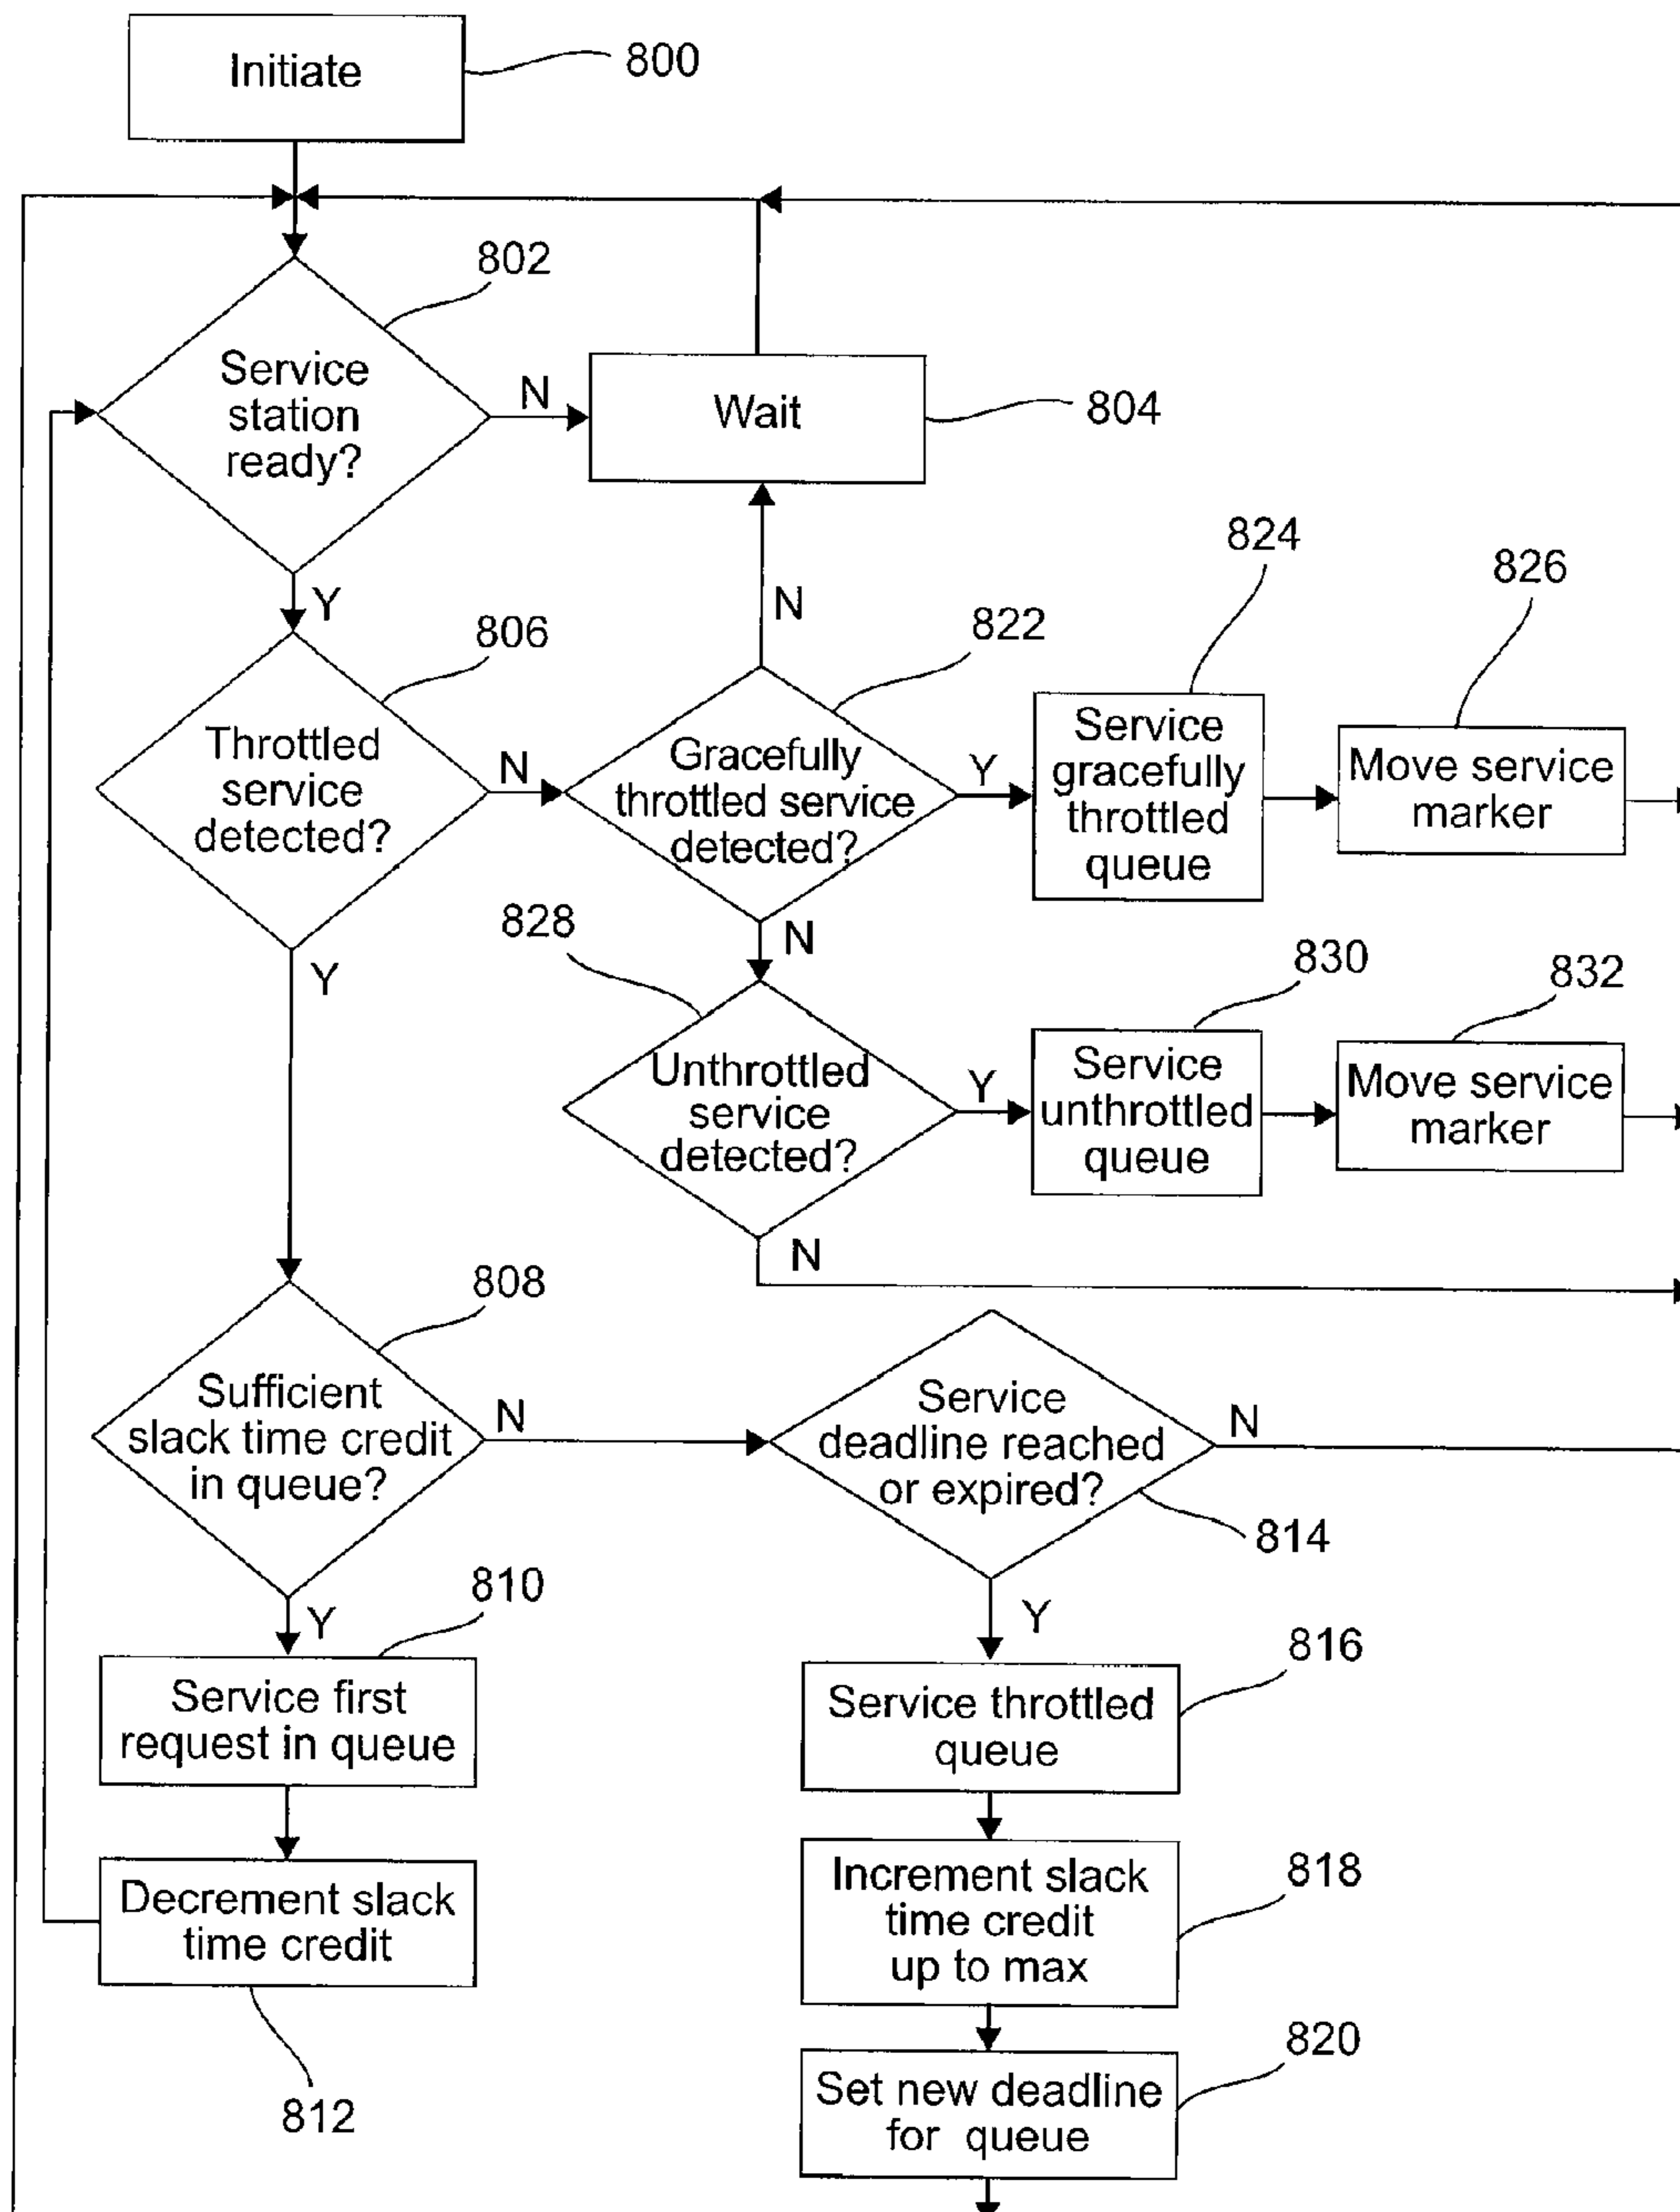 Initiate
800
802
Service
station
ready?
N
Wait
804
Y
N
824
826
806
822
Throttled
service
detected?
N
Gracefully
throttled service
detected?
Y
Service
gracefully
throttled
queue
Move service
marker
Y
828
N
830
832
Unthrottled
service
detected?
Y
Service
unthrottled
queue
Move service
marker
N
808
Sufficient
slack time credit
in queue?
N
Service
deadline reached
or expired?
N
814
Y
810
Y
816
Service first
request in queue
Service throttled
queue
Decrement slack
time credit
812
Increment slack
time credit
up to max
818
Set new deadline
for queue
820